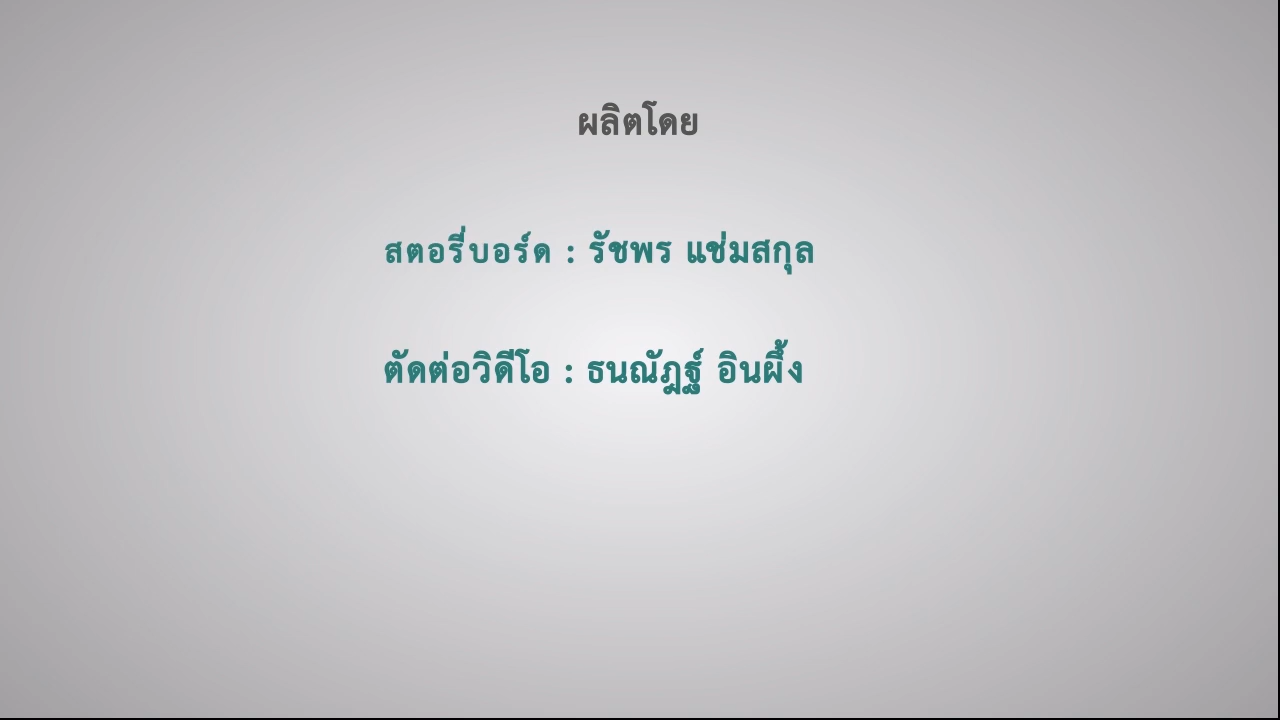 ผลิตโดย
สตอรี่บอร์ด : รัชพร แช่มสกุล
ตัดต่อวิดีโอ : ธนณัฏฐ์ อินผึ้ง